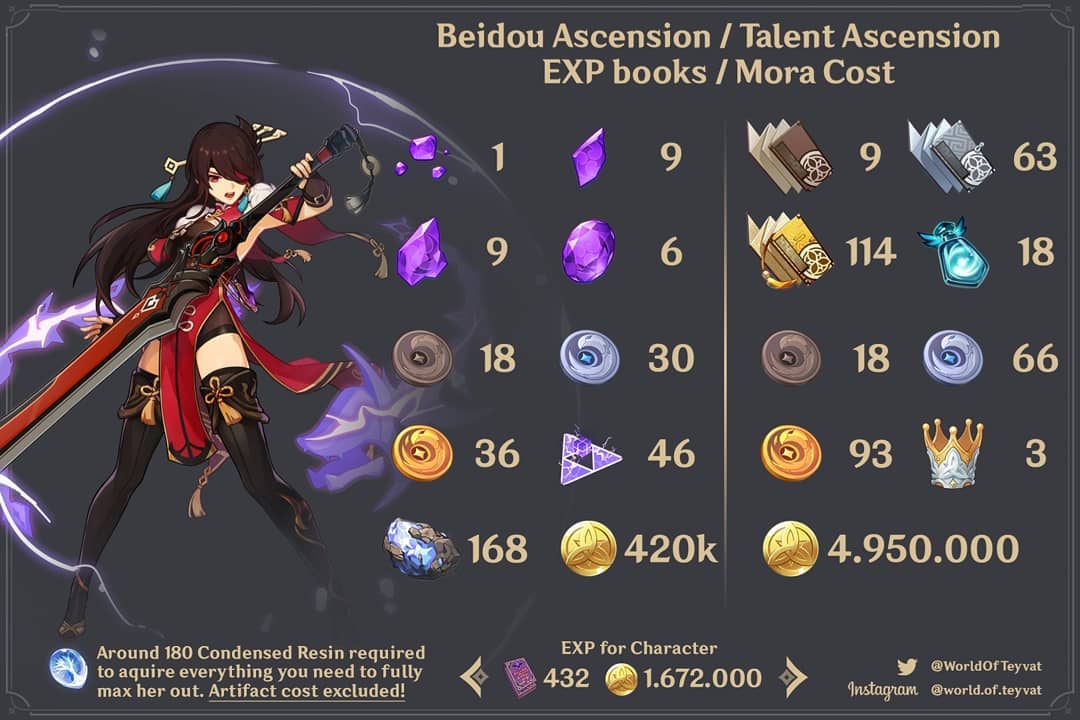 Beidou Ascension / Talent Ascension
EXP books / Mora Cost
1 9 9 63
9 6 114 18
18 30 18 66
36 46 93 3
168 420k 4.950.000
Around 180 Condensed Resin required
to aquire everything you need to fully
max her out. Artifact cost excluded!
EXP for Character
432 1.672.000
@WorldOfTeyvat
Instagram @world.of.teyvat